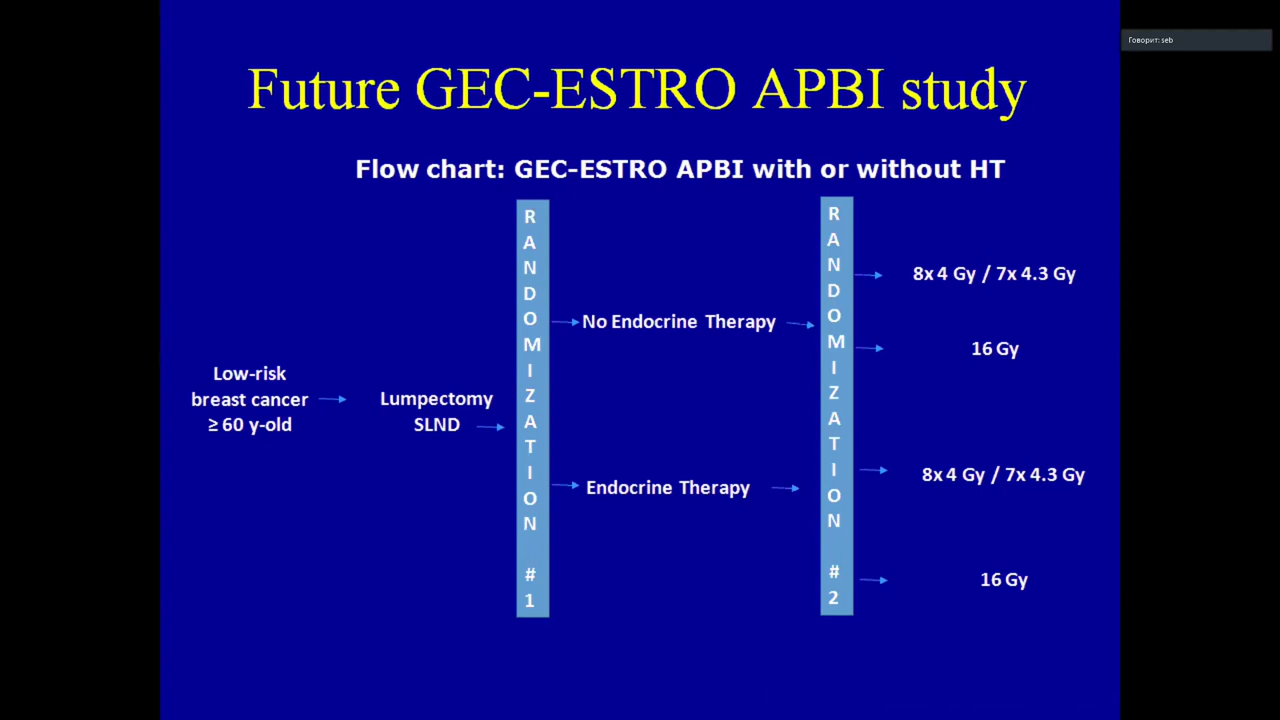 Говорит: seb
Future GEC-ESTRO APBI study
Flow chart: GEC-ESTRO APBI with or without HT
Low-risk
breast cancer
≥ 60 y-old
Lumpectomy
SLND
RANDOMIZATION #1
No Endocrine Therapy
Endocrine Therapy
RANDOMIZATION #2
8x 4 Gy / 7x 4.3 Gy
16 Gy
8x 4 Gy / 7x 4.3 Gy
16 Gy